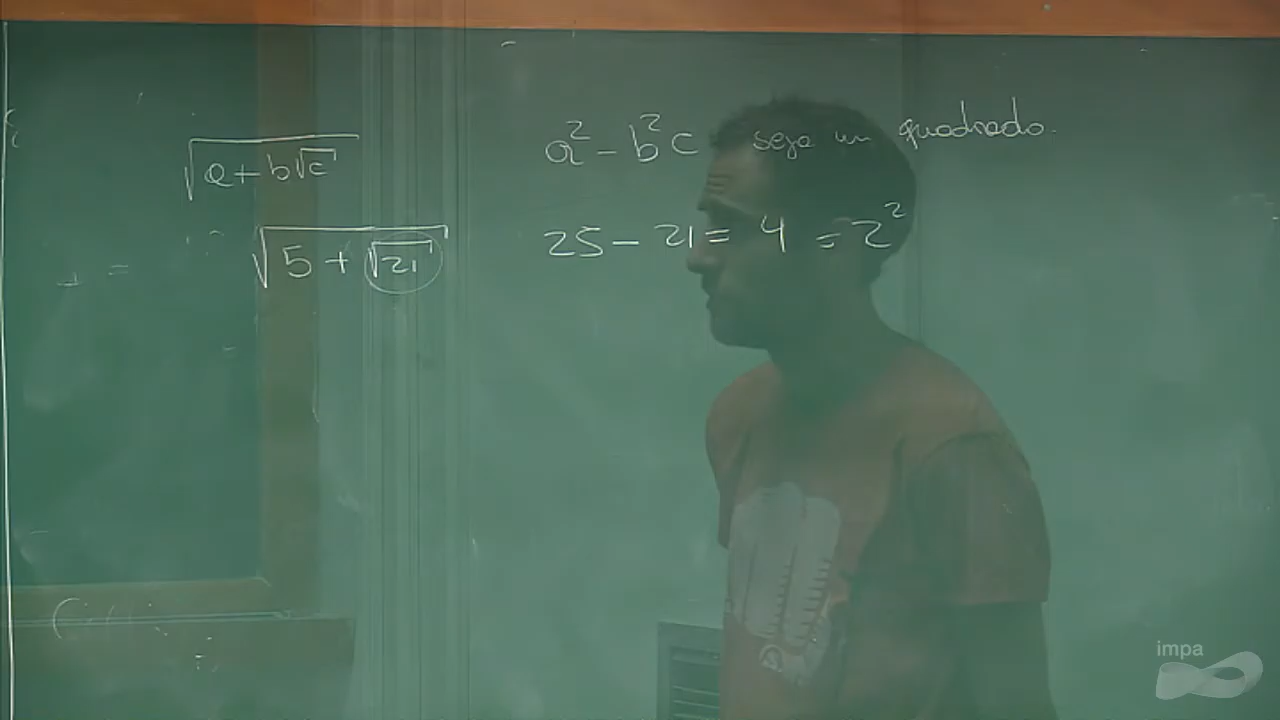 √(a + b√c) a² − b²c seja um quadrado.
√(5 + √21) 25 − 21 = 4 = 2²
impa